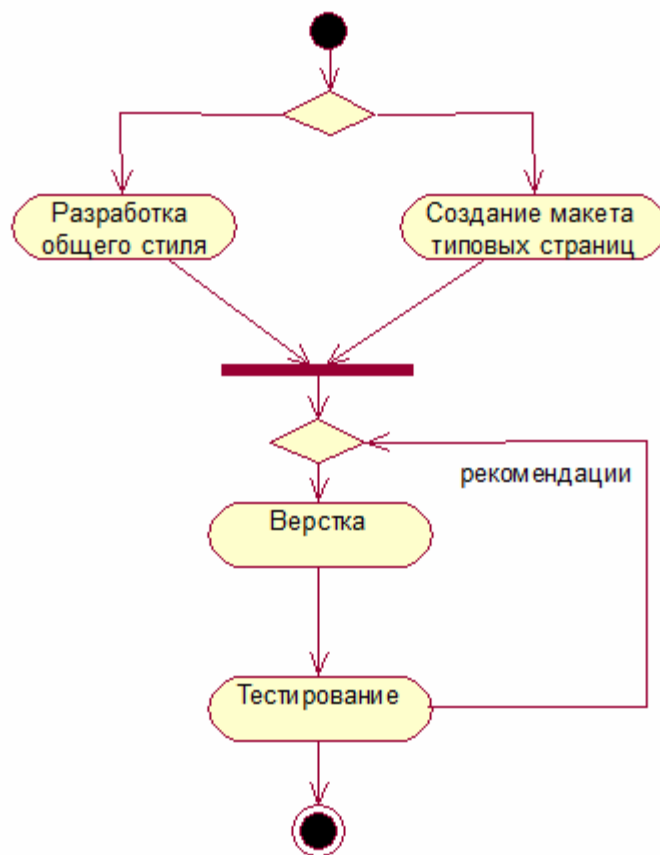 Разработка
общего стиля
Создание макета
типовых страниц
рекомендации
Верстка
Тестирование